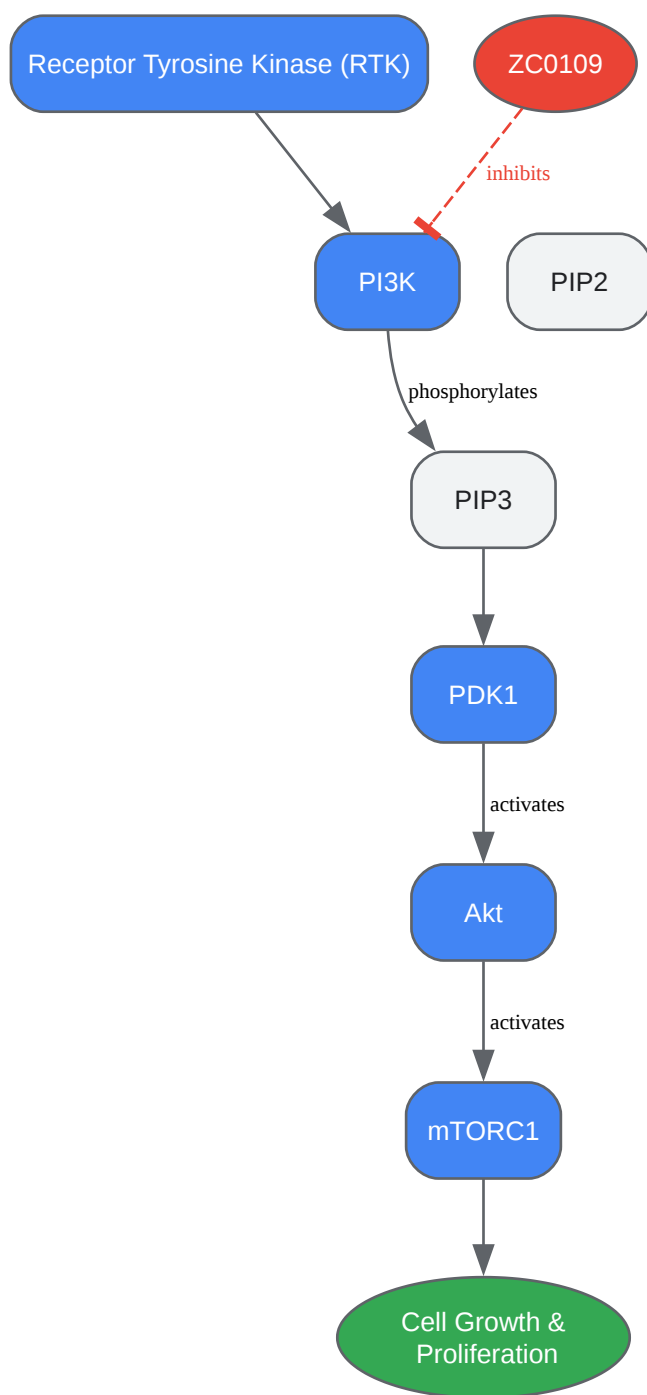 Receptor Tyrosine Kinase (RTK)
ZC0109
inhibits
PI3K
PIP2
phosphorylates
PIP3
PDK1
activates
Akt
activates
mTORC1
Cell Growth &
Proliferation